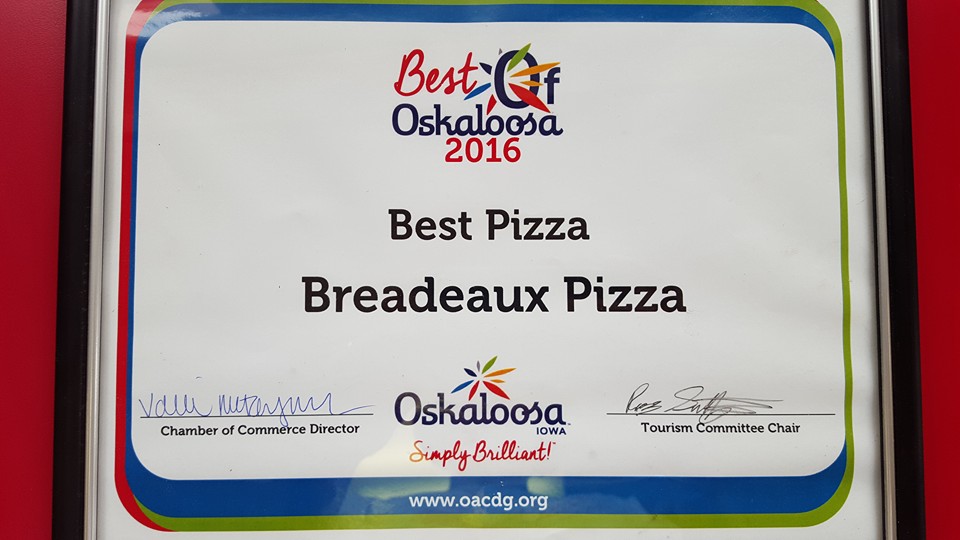 Best Of
Oskaloosa
2016
Best Pizza
Breadeaux Pizza
Chamber of Commerce Director
Oskaloosa
IOWA
Simply Brilliant!
Tourism Committee Chair
www.oacdg.org